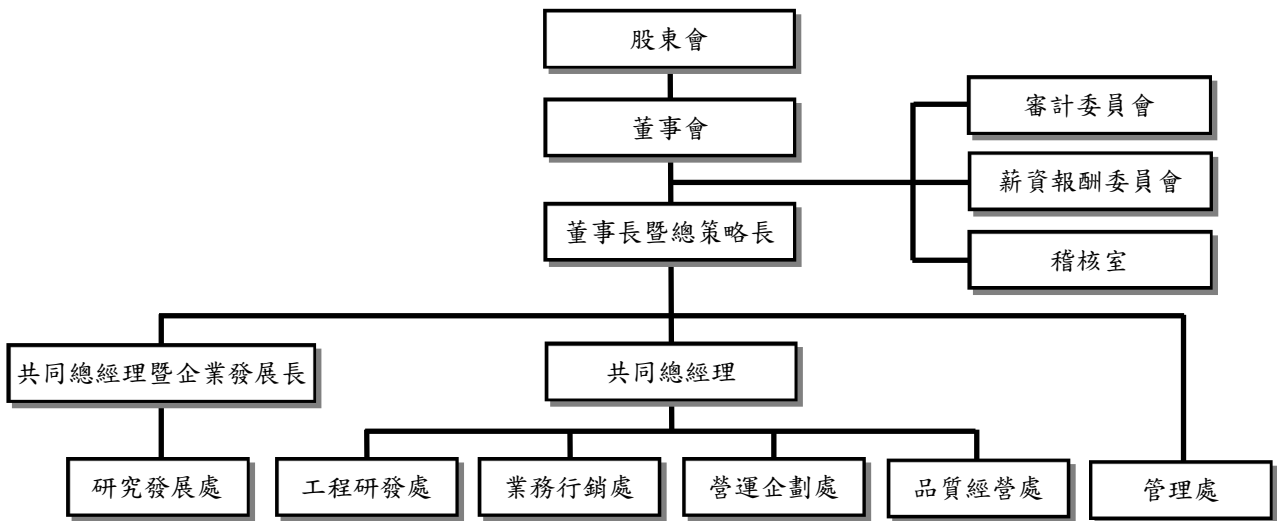 股東會
董事會
審計委員會
薪資報酬委員會
董事長暨總策略長
稽核室
共同總經理暨企業發展長
共同總經理
研究發展處
工程研發處
業務行銷處
營運企劃處
品質經營處
管理處